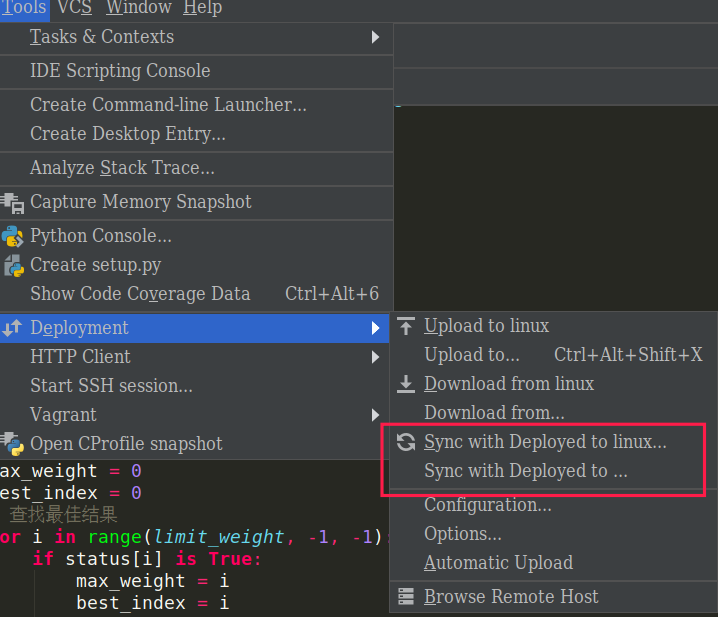 Tools VCS Window Help
Tasks & Contexts
IDE Scripting Console
Create Command-line Launcher...
Create Desktop Entry...
Analyze Stack Trace...
Capture Memory Snapshot
Python Console...
Create setup.py
Show Code Coverage Data Ctrl+Alt+6
Deployment
HTTP Client
Start SSH session...
Vagrant
Open CProfile snapshot
Upload to linux
Upload to... Ctrl+Alt+Shift+X
Download from linux
Download from...
Sync with Deployed to linux...
Sync with Deployed to ...
Configuration...
Options...
Automatic Upload
Browse Remote Host
ax_weight = 0
est_index = 0
查找最佳结果
or i in range(limit_weight, -1, -1):
if status[i] is True:
max_weight = i
best_index = i